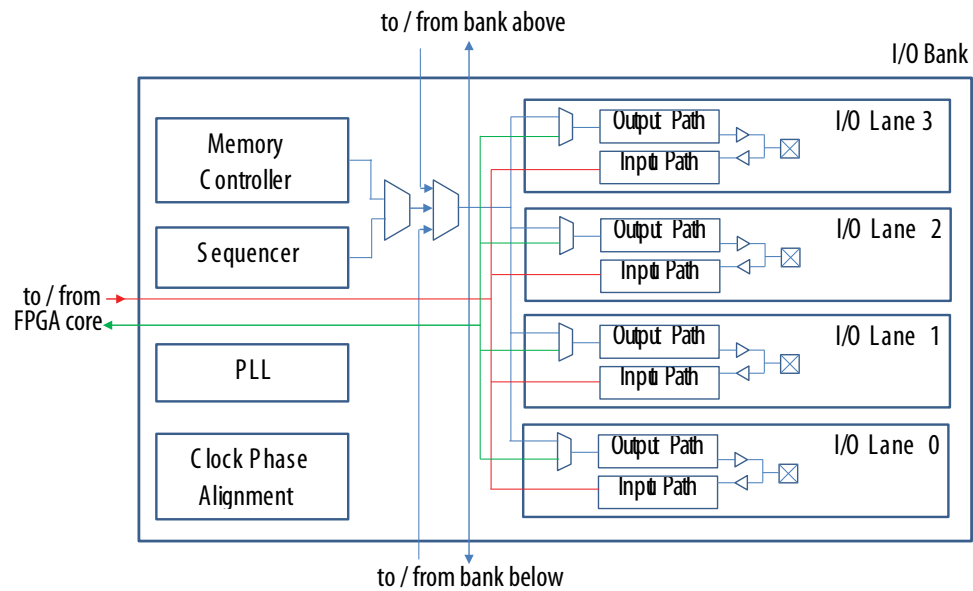 to / from bank above
I/O Bank
Memory
Controller
Sequencer
to / from
FPGA core
PLL
Clock Phase
Alignment
Output Path
Input Path
I/O Lane 3
Output Path
Input Path
I/O Lane 2
Output Path
Input Path
I/O Lane 1
Output Path
Input Path
I/O Lane 0
to / from bank below